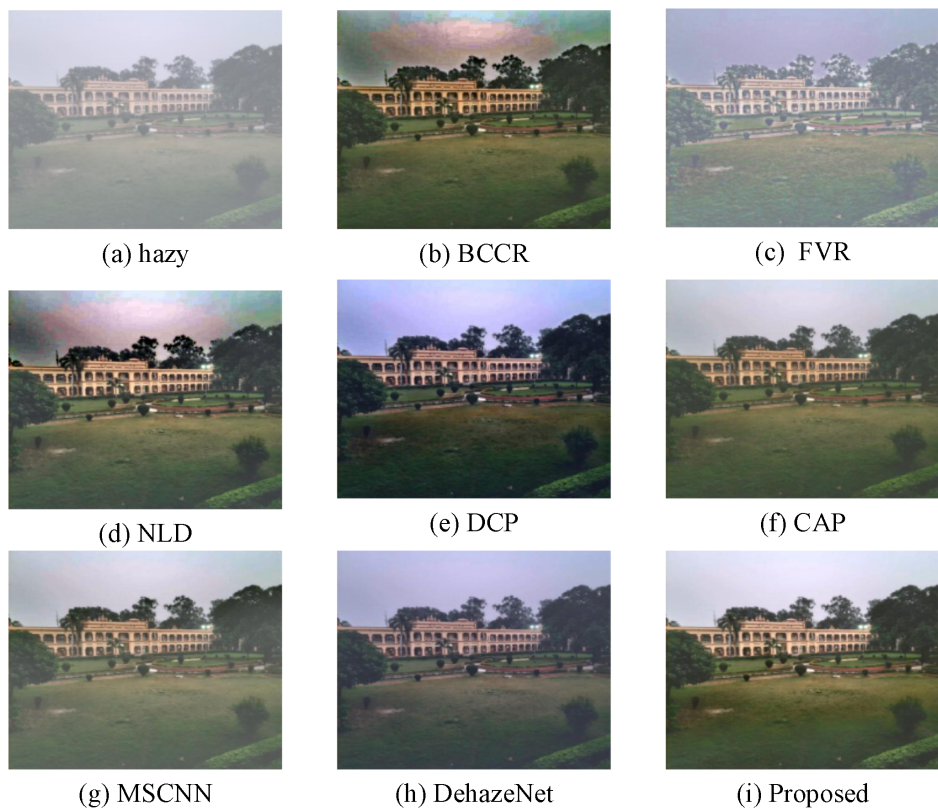 (a) hazy
(b) BCCR
(c) FVR
(d) NLD
(e) DCP
(f) CAP
(g) MSCNN
(h) DehazeNet
(i) Proposed